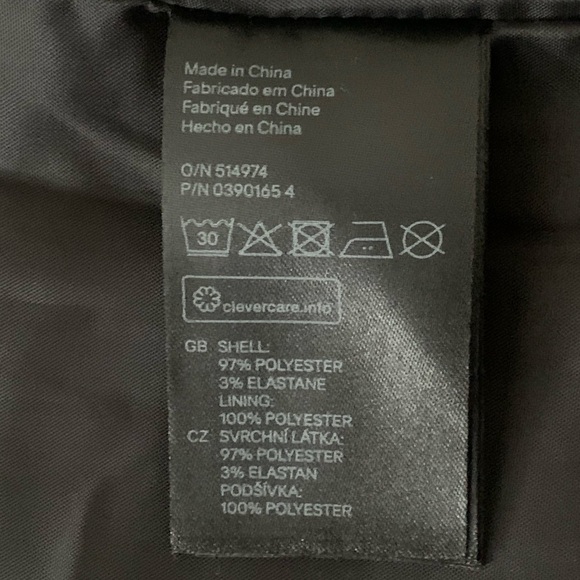 Made in China
Fabricado em China
Fabriqué en Chine
Hecho en China
O/N 514974
P/N 0390165 4
30
clevercare.info
GB SHELL:
97% POLYESTER
3% ELASTANE
LINING:
100% POLYESTER
CZ SVRCHNÍ LÁTKA:
97% POLYESTER
3% ELASTAN
PODŠÍVKA:
100% POLYESTER